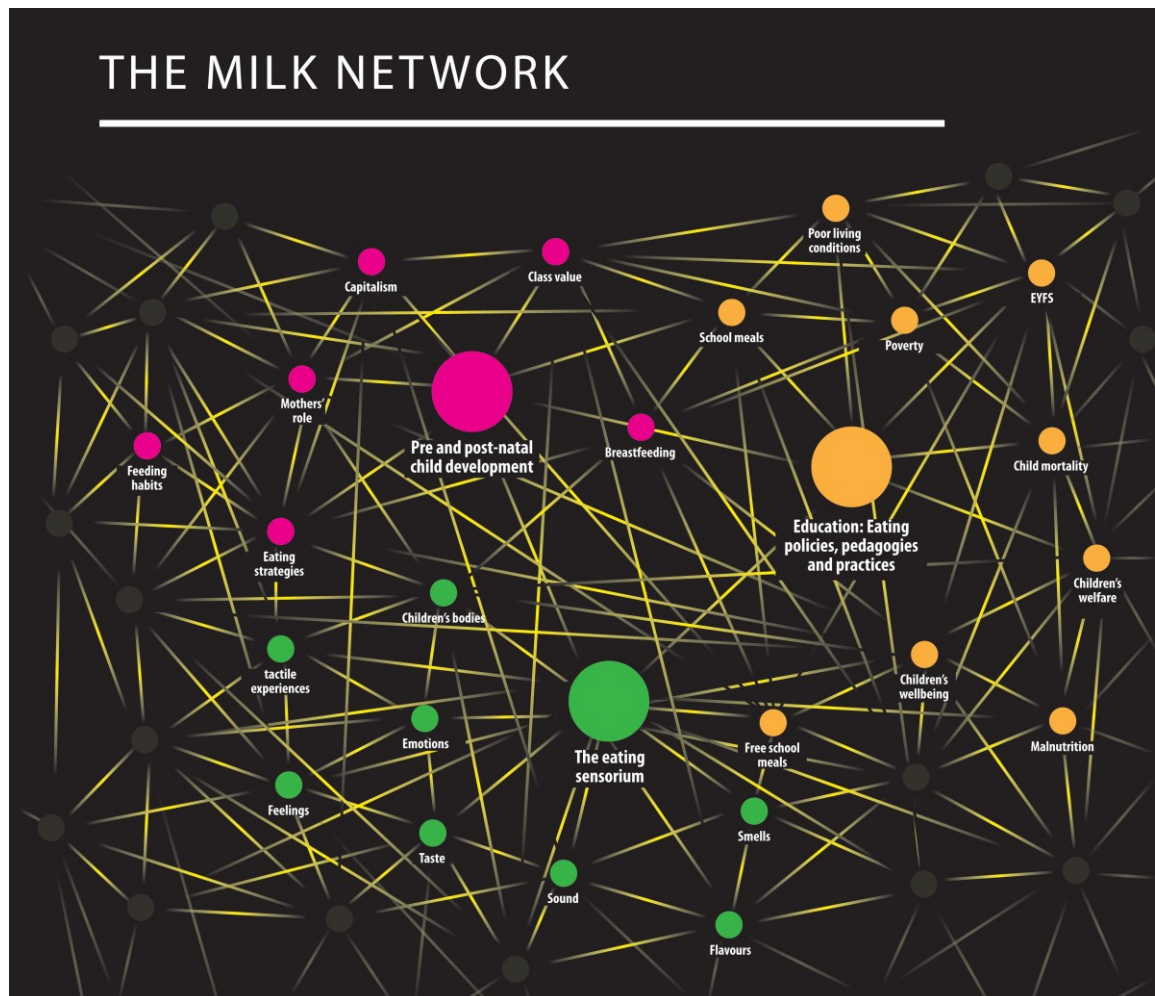 THE MILK NETWORK
Poor living
conditions
Capitalism
Class value
EYFS
School meals
Poverty
Mothers'
role
Pre and post-natal
child development
Breastfeeding
Feeding
habits
Child mortality
Education: Eating
policies, pedagogies
and practices
Eating
strategies
Children's
welfare
Children's bodies
tactile
experiences
Children's
wellbeing
Emotions
The eating
sensorium
Free school
meals
Malnutrition
Feelings
Smells
Taste
Sound
Flavours